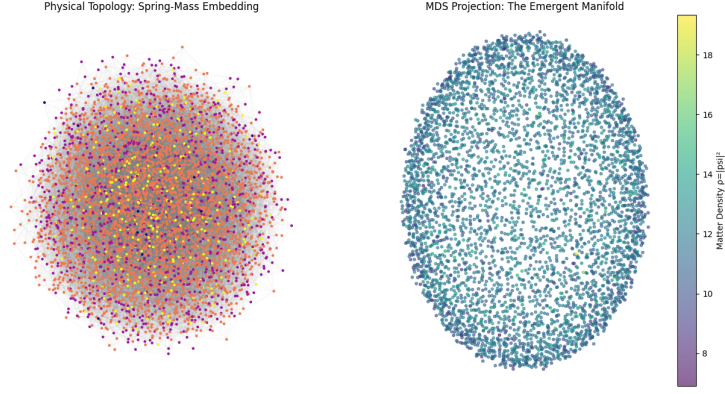 Physical Topology: Spring-Mass Embedding
MDS Projection: The Emergent Manifold
18
16
14
12
10
8
Matter Density ρ=|psi|²